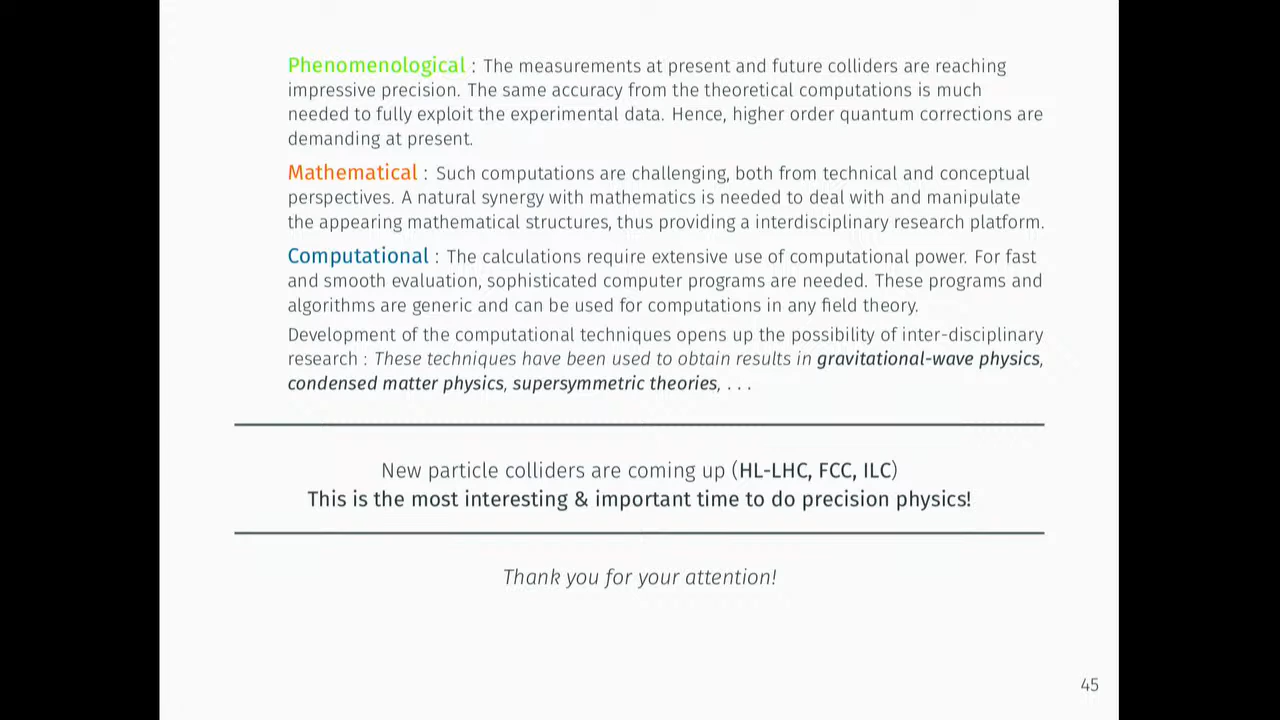 Phenomenological : The measurements at present and future colliders are reaching
impressive precision. The same accuracy from the theoretical computations is much
needed to fully exploit the experimental data. Hence, higher order quantum corrections are
demanding at present.
Mathematical : Such computations are challenging, both from technical and conceptual
perspectives. A natural synergy with mathematics is needed to deal with and manipulate
the appearing mathematical structures, thus providing a interdisciplinary research platform.
Computational : The calculations require extensive use of computational power. For fast
and smooth evaluation, sophisticated computer programs are needed. These programs and
algorithms are generic and can be used for computations in any field theory.
Development of the computational techniques opens up the possibility of inter-disciplinary
research : These techniques have been used to obtain results in gravitational-wave physics,
condensed matter physics, supersymmetric theories, . . .
New particle colliders are coming up (HL-LHC, FCC, ILC)
This is the most interesting & important time to do precision physics!
Thank you for your attention!
45